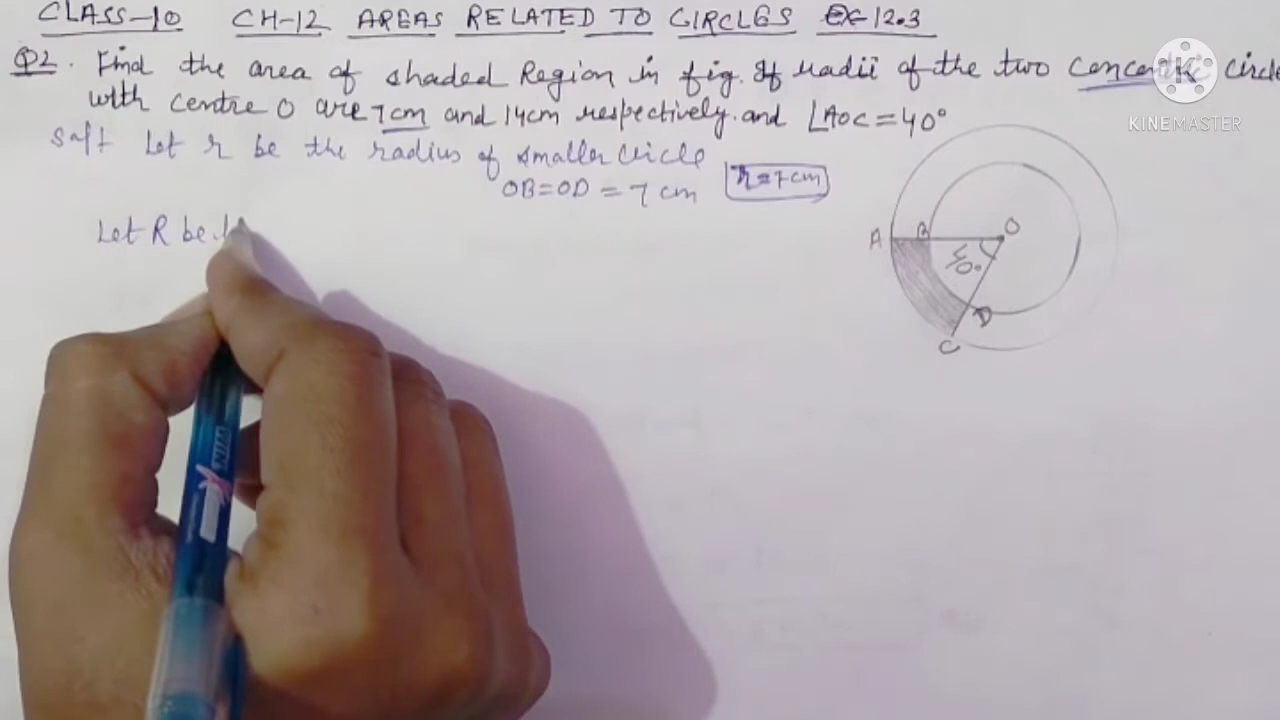 CLASS-10 CH-12 AREAS RELATED TO CIRCLES EX-12.3
Q2. Find the area of shaded Region in fig. If radii of the two concentric circle
with centre O are 7cm and 14cm respectively. and ∠AOC = 40°
Let r be the radius of smaller circle
OB = OD = 7 cm r = 7 cm
Let R be
A B O
40°
D
C
K
KINEMASTER